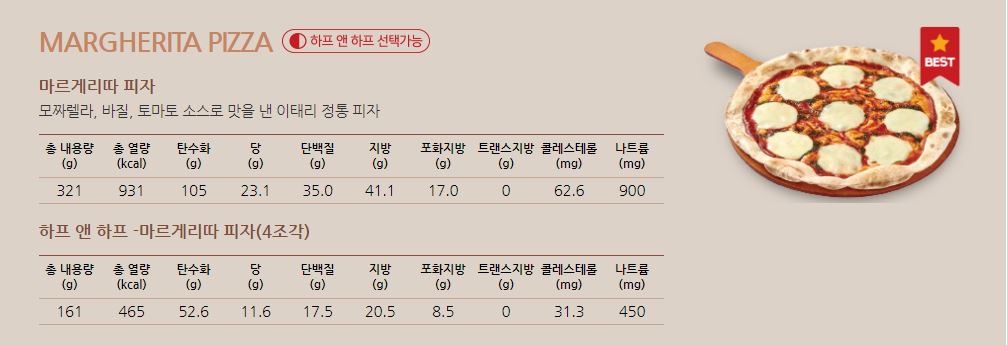 MARGHERITA PIZZA 하프 앤 하프 선택가능
BEST
마르게리따 피자
모짜렐라, 바질, 토마토 소스로 맛을 낸 이태리 정통 피자
총 내용량 총 열량 탄수화 당 단백질 지방 포화지방 트랜스지방 콜레스테롤 나트륨
(g) (kcal) (g) (g) (g) (g) (g) (g) (mg) (mg)
321 931 105 23.1 35.0 41.1 17.0 0 62.6 900
하프 앤 하프 -마르게리따 피자(4조각)
총 내용량 총 열량 탄수화 당 단백질 지방 포화지방 트랜스지방 콜레스테롤 나트륨
(g) (kcal) (g) (g) (g) (g) (g) (g) (mg) (mg)
161 465 52.6 11.6 17.5 20.5 8.5 0 31.3 450